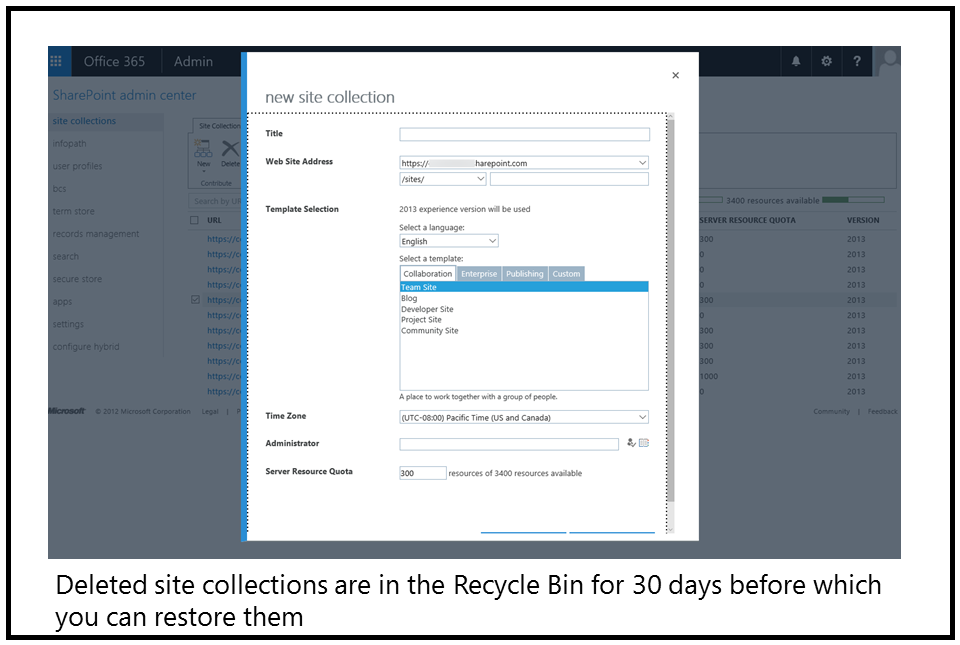 Office 365 Admin ?
SharePoint admin center
new site collection
site collections
infopath
user profiles
bcs
term store
records management
search
secure store
apps
settings
configure hybrid
Site Collection
New
Delete
Contribute
Search by UR
URL
https://c
https://c
https://c
https://c
https://c
https://c
https://c
https://c
https://c
https://c
https://c
Title
Web Site Address
https:// harepoint.com
/sites/
Template Selection
2013 experience version will be used
Select a language:
English
Select a template:
Collaboration Enterprise Publishing Custom
Team Site
Blog
Developer Site
Project Site
Community Site
A place to work together with a group of people.
Time Zone
(UTC-08:00) Pacific Time (US and Canada)
Administrator
Server Resource Quota
300 resources of 3400 resources available
3400 resources available
SERVER RESOURCE QUOTA VERSION
300 2013
0 2013
0 2013
0 2013
300 2013
0 2013
300 2013
300 2013
300 2013
1000 2013
0 2013
Microsoft © 2012 Microsoft Corporation Legal |
Community | Feedback
Deleted site collections are in the Recycle Bin for 30 days before which
you can restore them